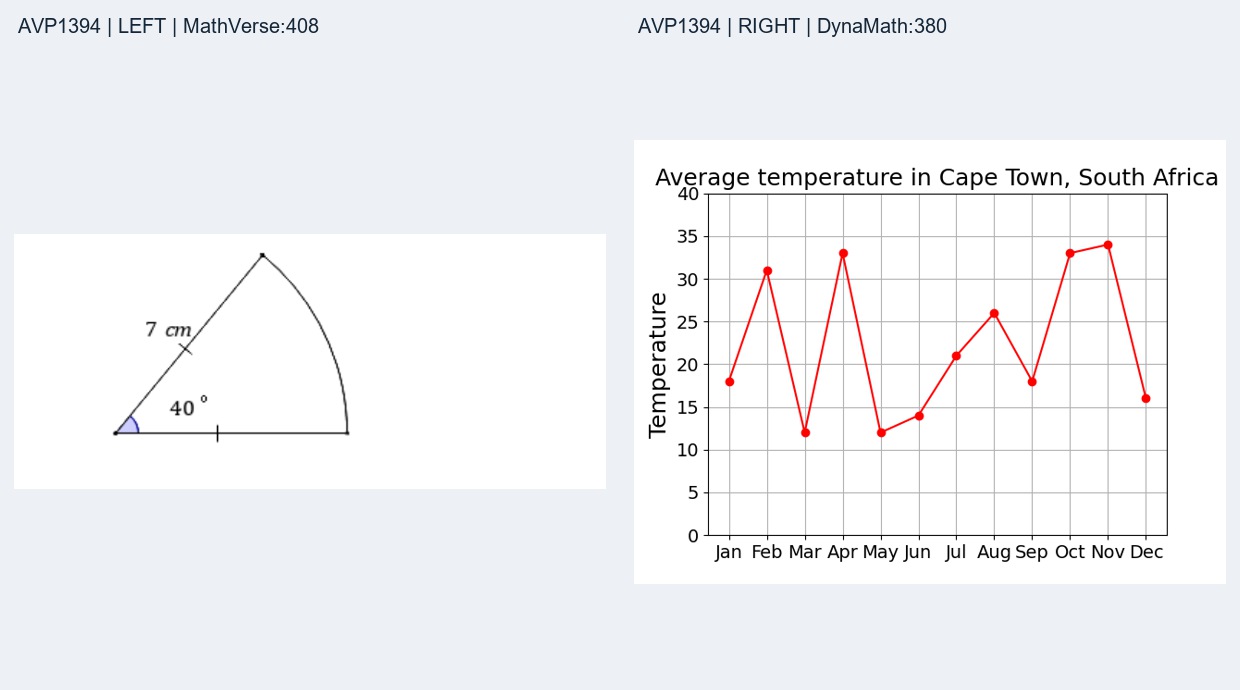 AVP1394 | LEFT | MathVerse:408
7 cm
40°
AVP1394 | RIGHT | DynaMath:380
Average temperature in Cape Town, South Africa
Temperature
40
35
30
25
20
15
10
5
0
Jan Feb Mar Apr May Jun Jul Aug Sep Oct Nov Dec